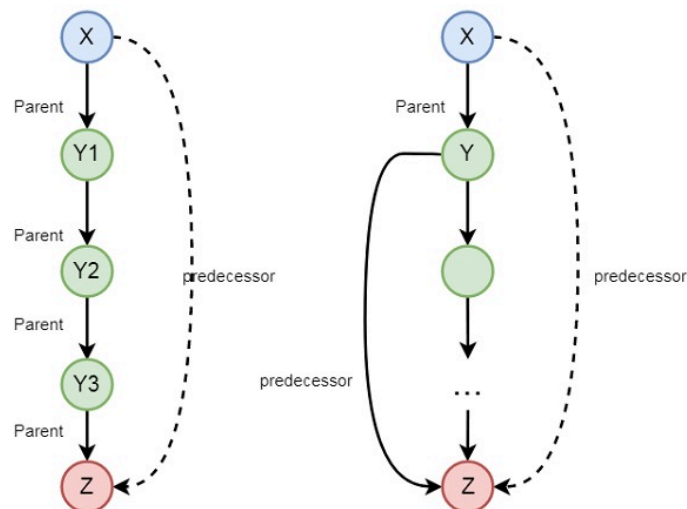 X
Parent
Y1
Parent
Y2
predecessor
Parent
Y3
Parent
Z
X
Parent
Y
predecessor
predecessor
...
Z